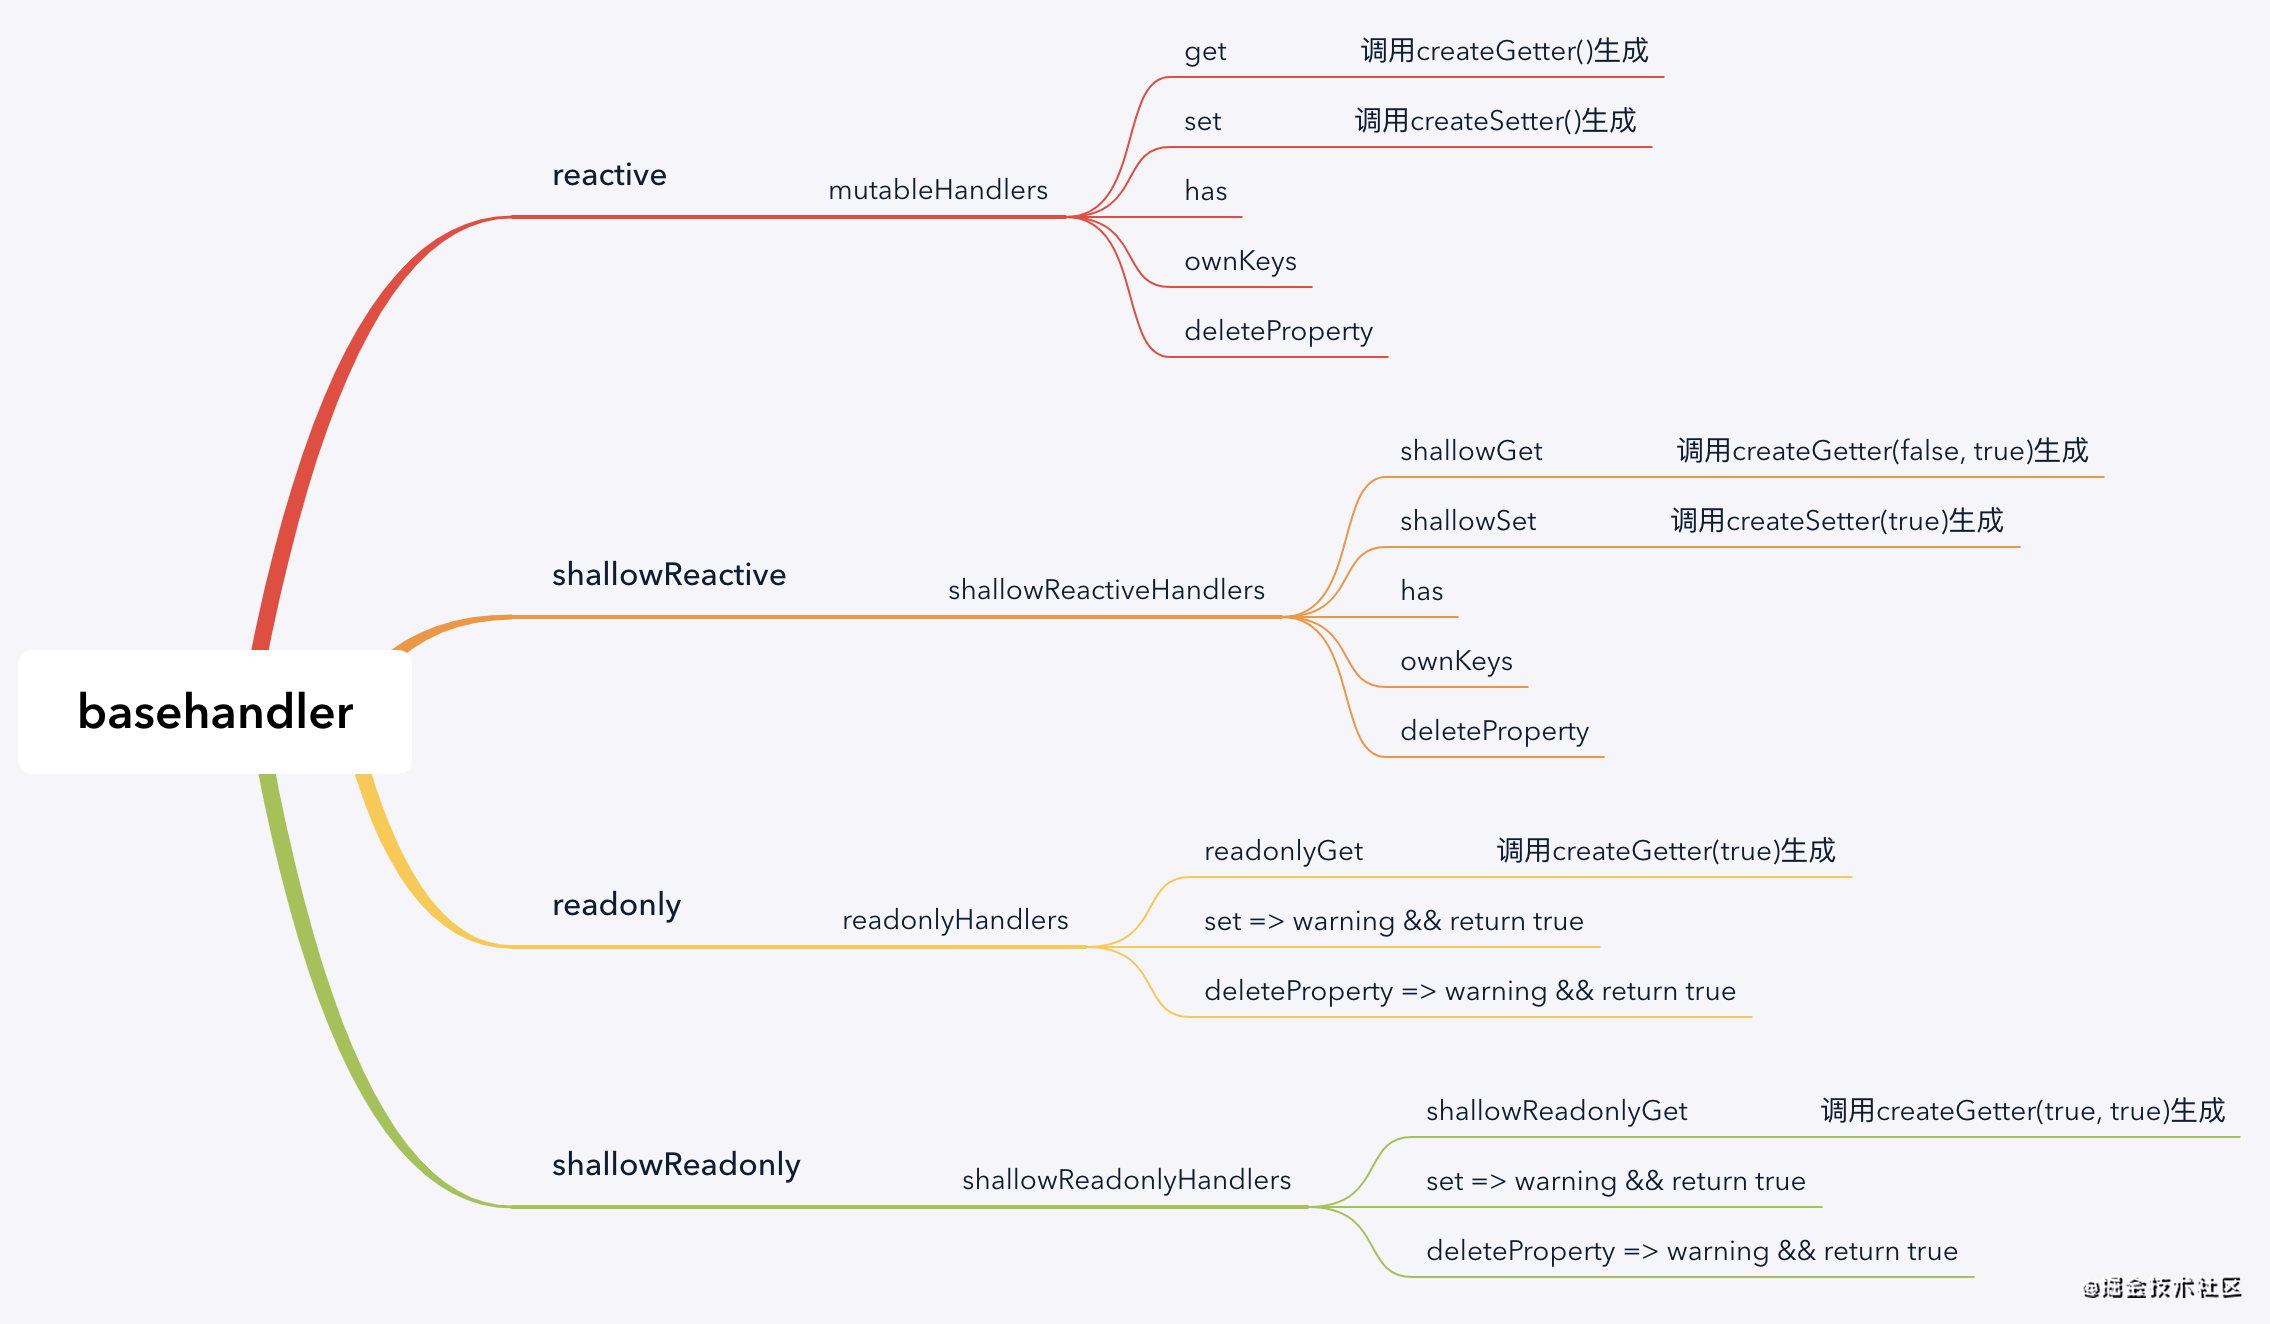 basehandler
reactive
mutableHandlers
get 调用createGetter()生成
set 调用createSetter()生成
has
ownKeys
deleteProperty
shallowReactive
shallowReactiveHandlers
shallowGet 调用createGetter(false, true)生成
shallowSet 调用createSetter(true)生成
has
ownKeys
deleteProperty
readonly
readonlyHandlers
readonlyGet 调用createGetter(true)生成
set => warning && return true
deleteProperty => warning && return true
shallowReadonly
shallowReadonlyHandlers
shallowReadonlyGet 调用createGetter(true, true)生成
set => warning && return true
deleteProperty => warning && return true
@掘金技术社区